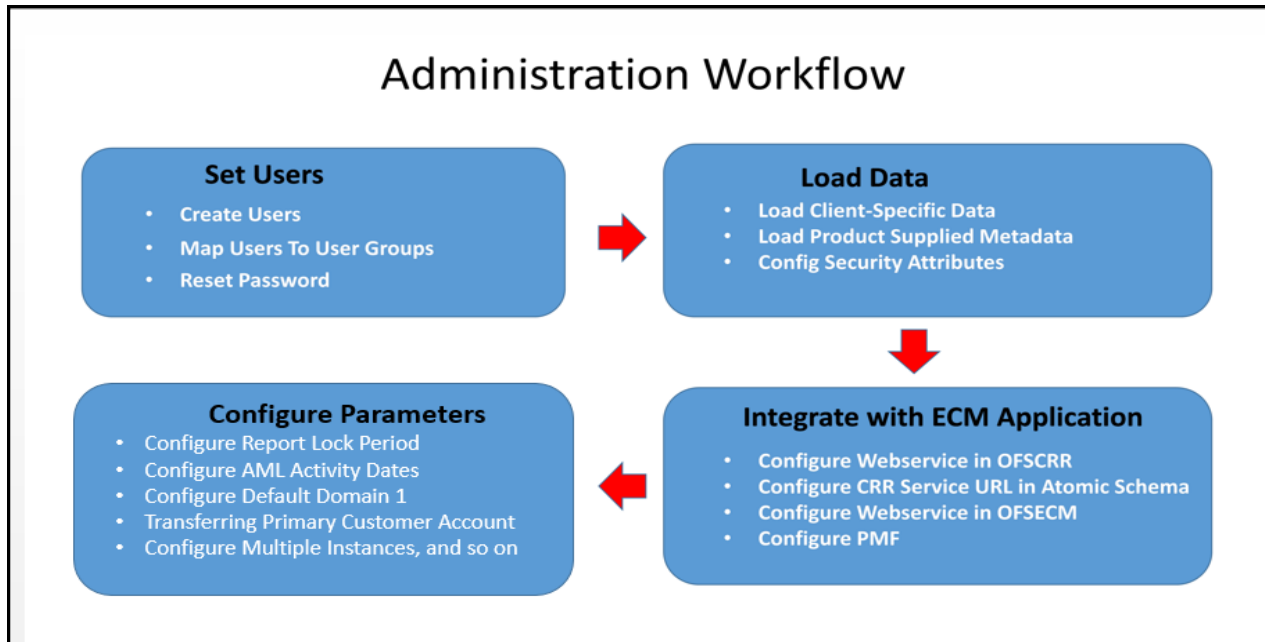 Administration Workflow
Set Users
• Create Users
• Map Users To User Groups
• Reset Password
Load Data
• Load Client-Specific Data
• Load Product Supplied Metadata
• Config Security Attributes
Integrate with ECM Application
• Configure Webservice in OFSCRR
• Configure CRR Service URL in Atomic Schema
• Configure Webservice in OFSECM
• Configure PMF
Configure Parameters
• Configure Report Lock Period
• Configure AML Activity Dates
• Configure Default Domain 1
• Transferring Primary Customer Account
• Configure Multiple Instances, and so on